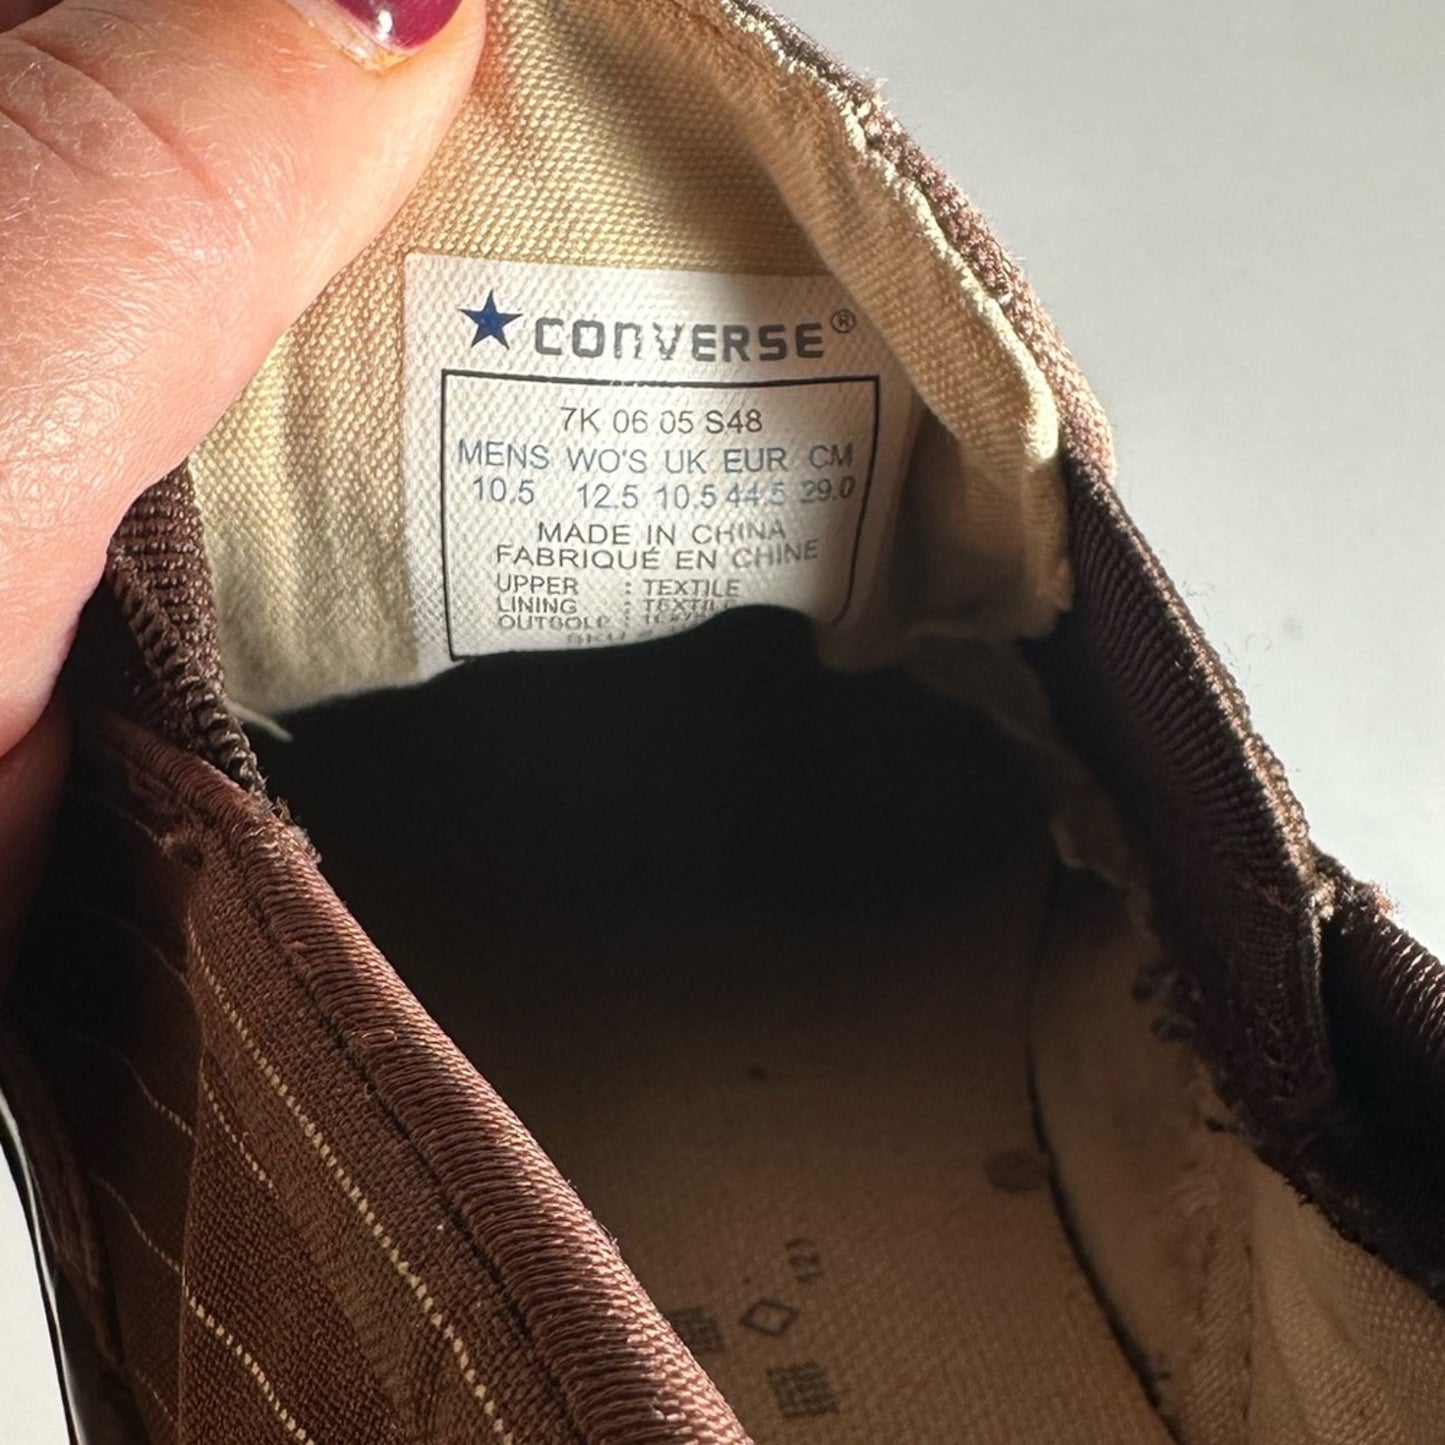 CONVERSE®
7K 06 05 S48
MENS WO'S UK EUR CM
10.5 12.5 10.5 44.5 29.0
MADE IN CHINA
FABRIQUÉ EN CHINE
UPPER : TEXTILE
LINING : TEXTILE
OUTSOLE :